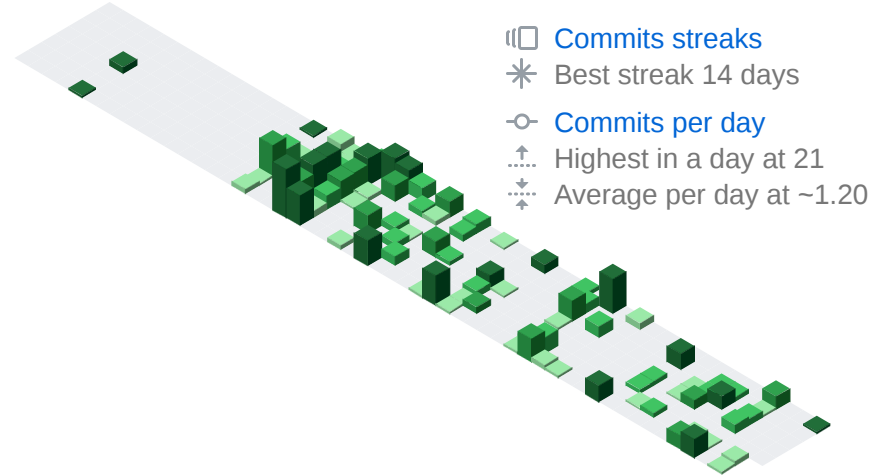 Commits streaks
Best streak 14 days
Commits per day
Highest in a day at 21
Average per day at ~1.20